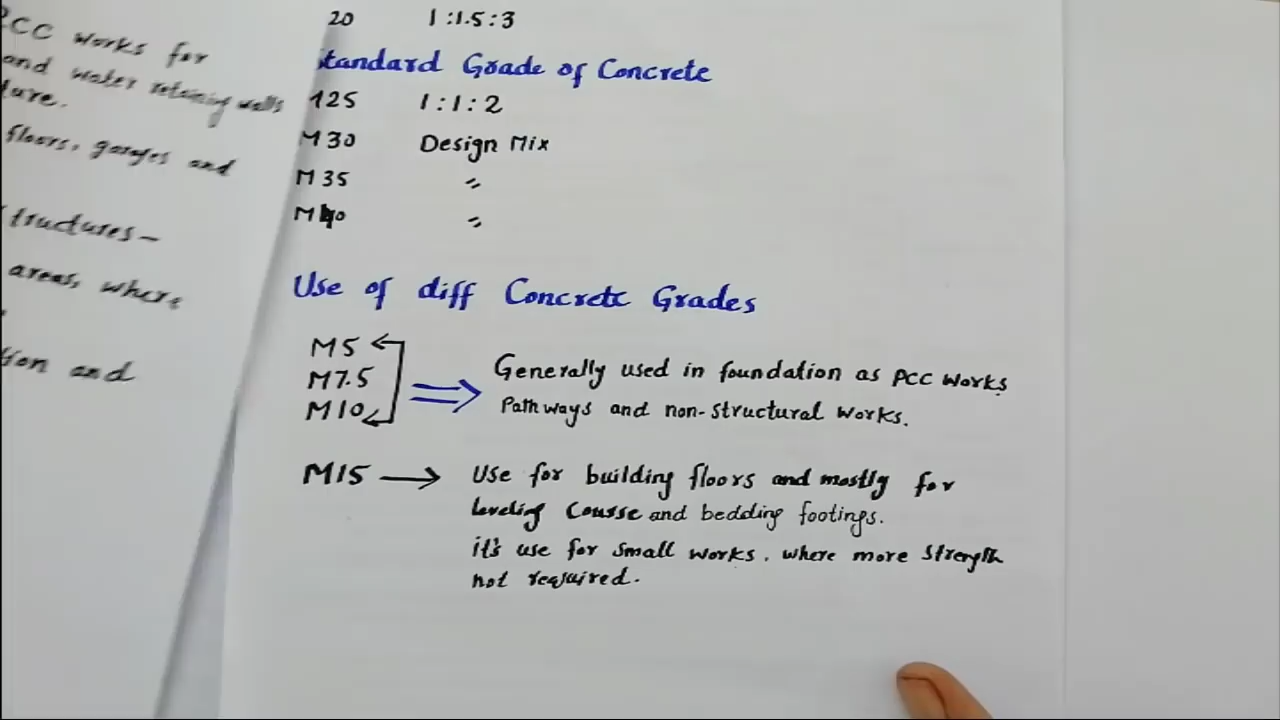 CC works for
and water retaining walls
ture.
floors, garages and
tructures-
areas, where
tion and
20 1:1.5:3
tandard Grade of Concrete
125 1:1:2
M30 Design Mix
M35 〃
M40 〃
Use of diff Concrete Grades
M5
M7.5
M10
Generally used in foundation as PCC works
Pathways and non-structural works.
M15 → Use for building floors and mostly for
leveling Course and bedding footings.
it's use for small works. where more strength
not required.